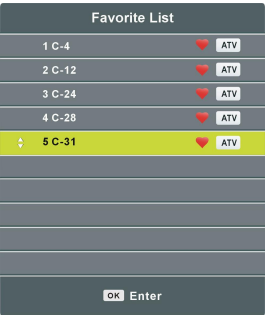 Favorite List
1 C-4 ATV
2 C-12 ATV
3 C-24 ATV
4 C-28 ATV
5 C-31 ATV
OK Enter